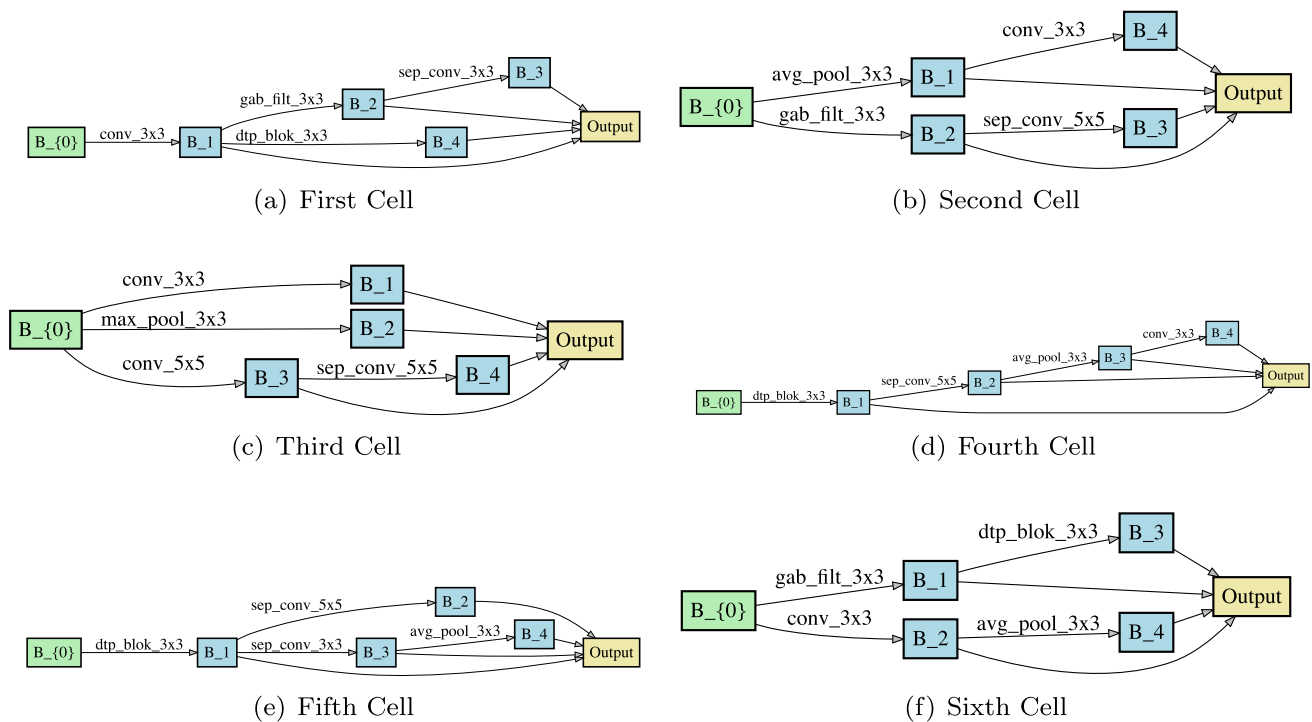 sep_conv_3x3
B_3
gab_filt_3x3
B_2
Output
B_{0}
conv_3x3
B_1
dtp_blok_3x3
B_4
(a) First Cell
conv_3x3
B_4
avg_pool_3x3
B_1
Output
B_{0}
gab_filt_3x3
B_2
sep_conv_5x5
B_3
(b) Second Cell
conv_3x3
B_1
B_{0}
max_pool_3x3
B_2
Output
conv_5x5
B_3
sep_conv_5x5
B_4
(c) Third Cell
conv_3x3
B_4
avg_pool_3x3
B_3
sep_conv_5x5
B_2
Output
B_{0}
dtp_blok_3x3
B_1
(d) Fourth Cell
sep_conv_5x5
B_2
avg_pool_3x3
B_4
B_{0}
dtp_blok_3x3
B_1
sep_conv_3x3
B_3
Output
(e) Fifth Cell
dtp_blok_3x3
B_3
gab_filt_3x3
B_1
Output
B_{0}
conv_3x3
B_2
avg_pool_3x3
B_4
(f) Sixth Cell